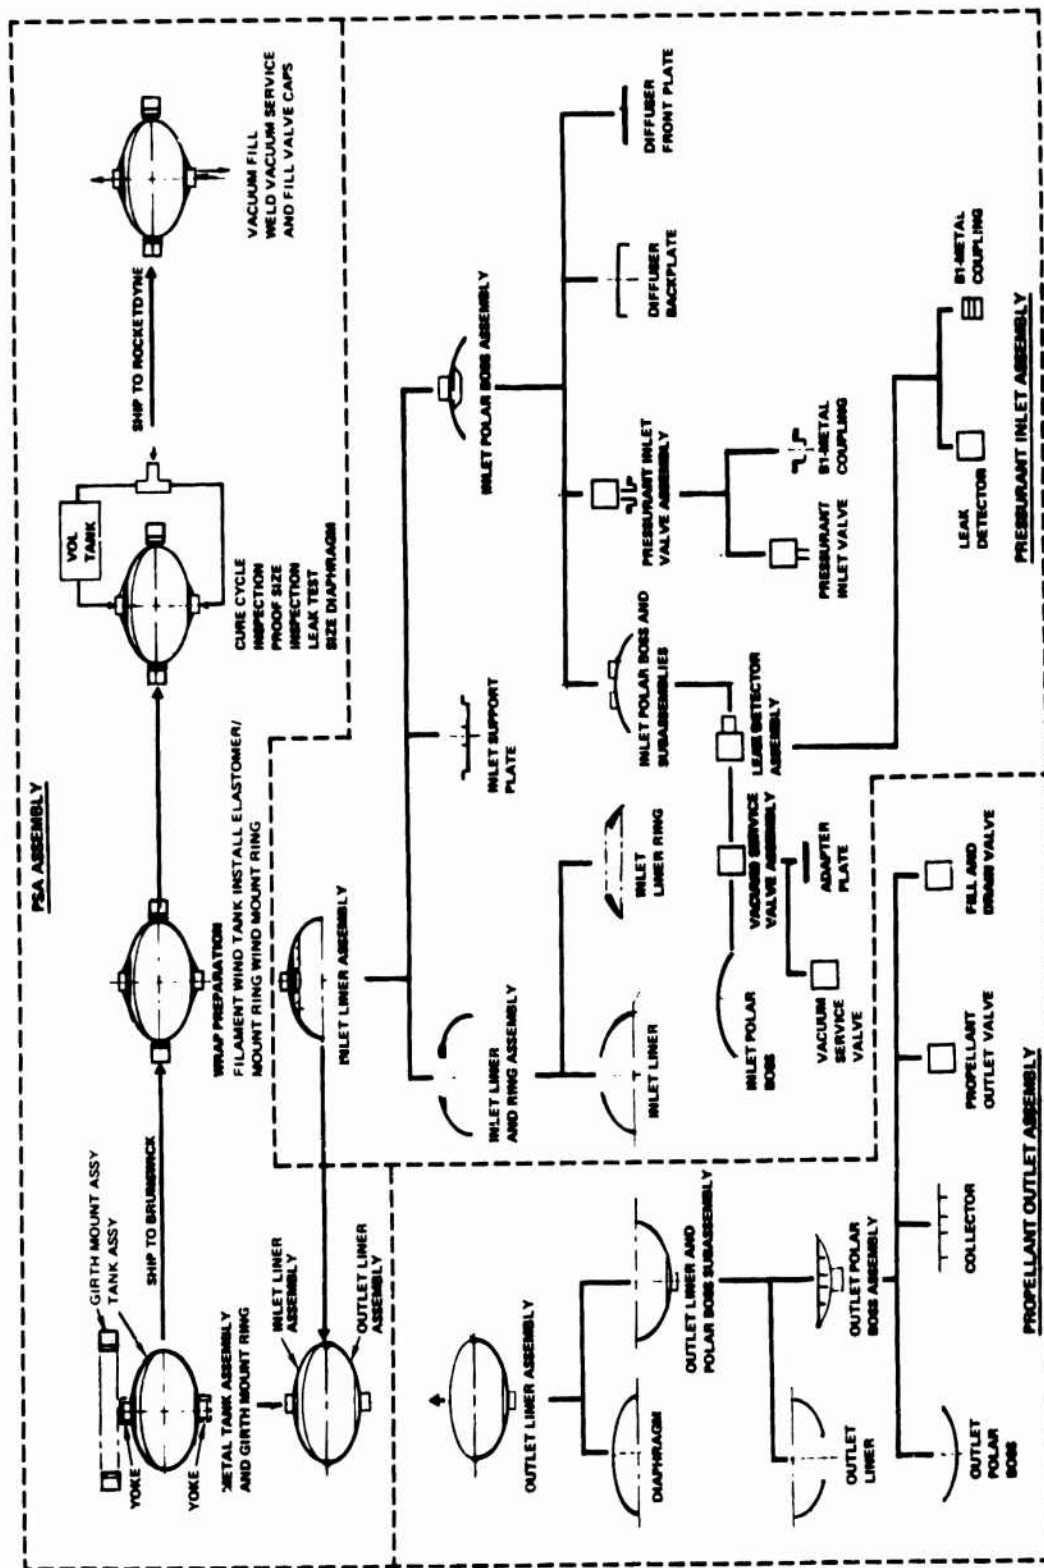 PSA ASSEMBLY
GIRTH MOUNT ASSY
TANK ASSY
YOKE
YOKE
METAL TANK ASSEMBLY
AND GIRTH MOUNT RING
SHIP TO BRUNSWICK
WRAP PREPARATION
FILAMENT WIND TANK INSTALL ELASTOMER/
MOUNT RING WIND MOUNT RING
VOL
TANK
CURE CYCLE
INSPECTION
PROOF SIZE
INSPECTION
LEAK TEST
SIZE DIAPHRAGM
SHIP TO ROCKETDYNE
VACUUM FILL
WELD VACUUM SERVICE
AND FILL VALVE CAPS
INLET LINER
ASSEMBLY
OUTLET LINER
ASSEMBLY
INLET LINER ASSEMBLY
INLET LINER
AND RING ASSEMBLY
INLET SUPPORT
PLATE
INLET POLAR BOSS ASSEMBLY
INLET LINER
INLET
LINER RING
INLET POLAR BOSS AND
SUBASSEMBLIES
PRESSURANT INLET
VALVE ASSEMBLY
DIFFUSER
BACKPLATE
DIFFUSER
FRONT PLATE
INLET POLAR
BOSS
VACUUM SERVICE
VALVE ASSEMBLY
LEAK DETECTOR
ASSEMBLY
PRESSURANT
INLET VALVE
B1-METAL
COUPLING
VACUUM
SERVICE
VALVE
ADAPTER
PLATE
LEAK
DETECTOR
B1-METAL
COUPLING
PRESSURANT INLET ASSEMBLY
OUTLET LINER ASSEMBLY
DIAPHRAGM
OUTLET LINER AND
POLAR BOSS SUBASSEMBLY
OUTLET
LINER
OUTLET POLAR
BOSS ASSEMBLY
OUTLET
POLAR
BOSS
COLLECTOR
PROPELLANT
OUTLET VALVE
FILL AND
DRAIN VALVE
PROPELLANT OUTLET ASSEMBLY